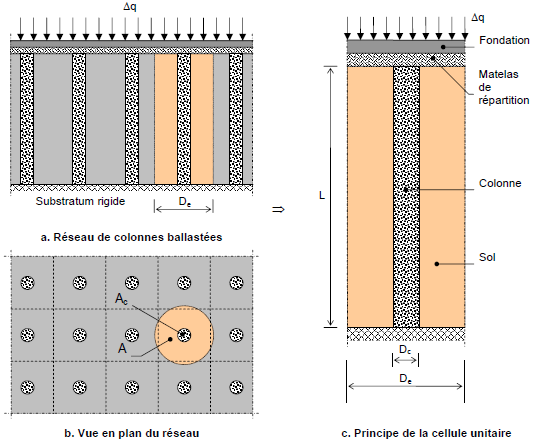 Δq
Substratum rigide
De
a. Réseau de colonnes ballastées
⇒
Ac
A
b. Vue en plan du réseau
Δq
Fondation
Matelas
de
répartition
L
Colonne
Sol
Dc
De
c. Principe de la cellule unitaire